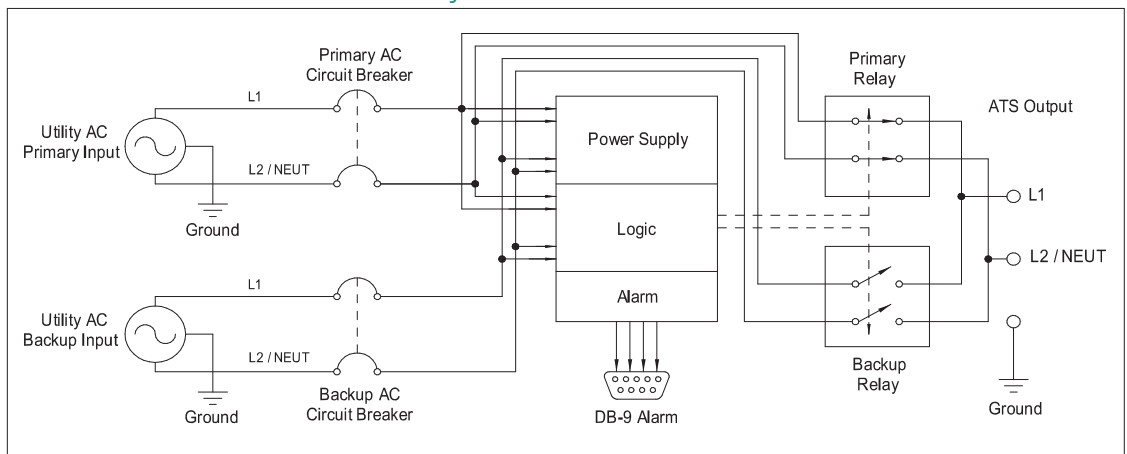 Primary AC
Circuit Breaker
L1
Utility AC
Primary Input
L2 / NEUT
Ground
Power Supply
Logic
Alarm
DB-9 Alarm
Primary
Relay
ATS Output
L1
L2 / NEUT
Ground
Backup
Relay
L1
Utility AC
Backup Input
L2 / NEUT
Ground
Backup AC
Circuit Breaker